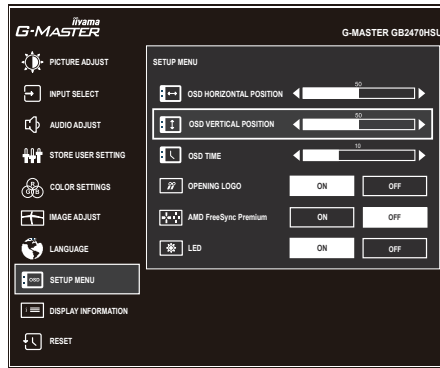 iiyama
G-MASTER
G-MASTER GB2470HSU
PICTURE ADJUST
INPUT SELECT
AUDIO ADJUST
STORE USER SETTING
COLOR SETTINGS
R
G B
IMAGE ADJUST
LANGUAGE
OSD
SETUP MENU
i
DISPLAY INFORMATION
RESET
SETUP MENU
OSD HORIZONTAL POSITION
50
OSD VERTICAL POSITION
50
OSD TIME
10
OPENING LOGO
ON OFF
AMD FreeSync Premium
ON OFF
LED
ON OFF